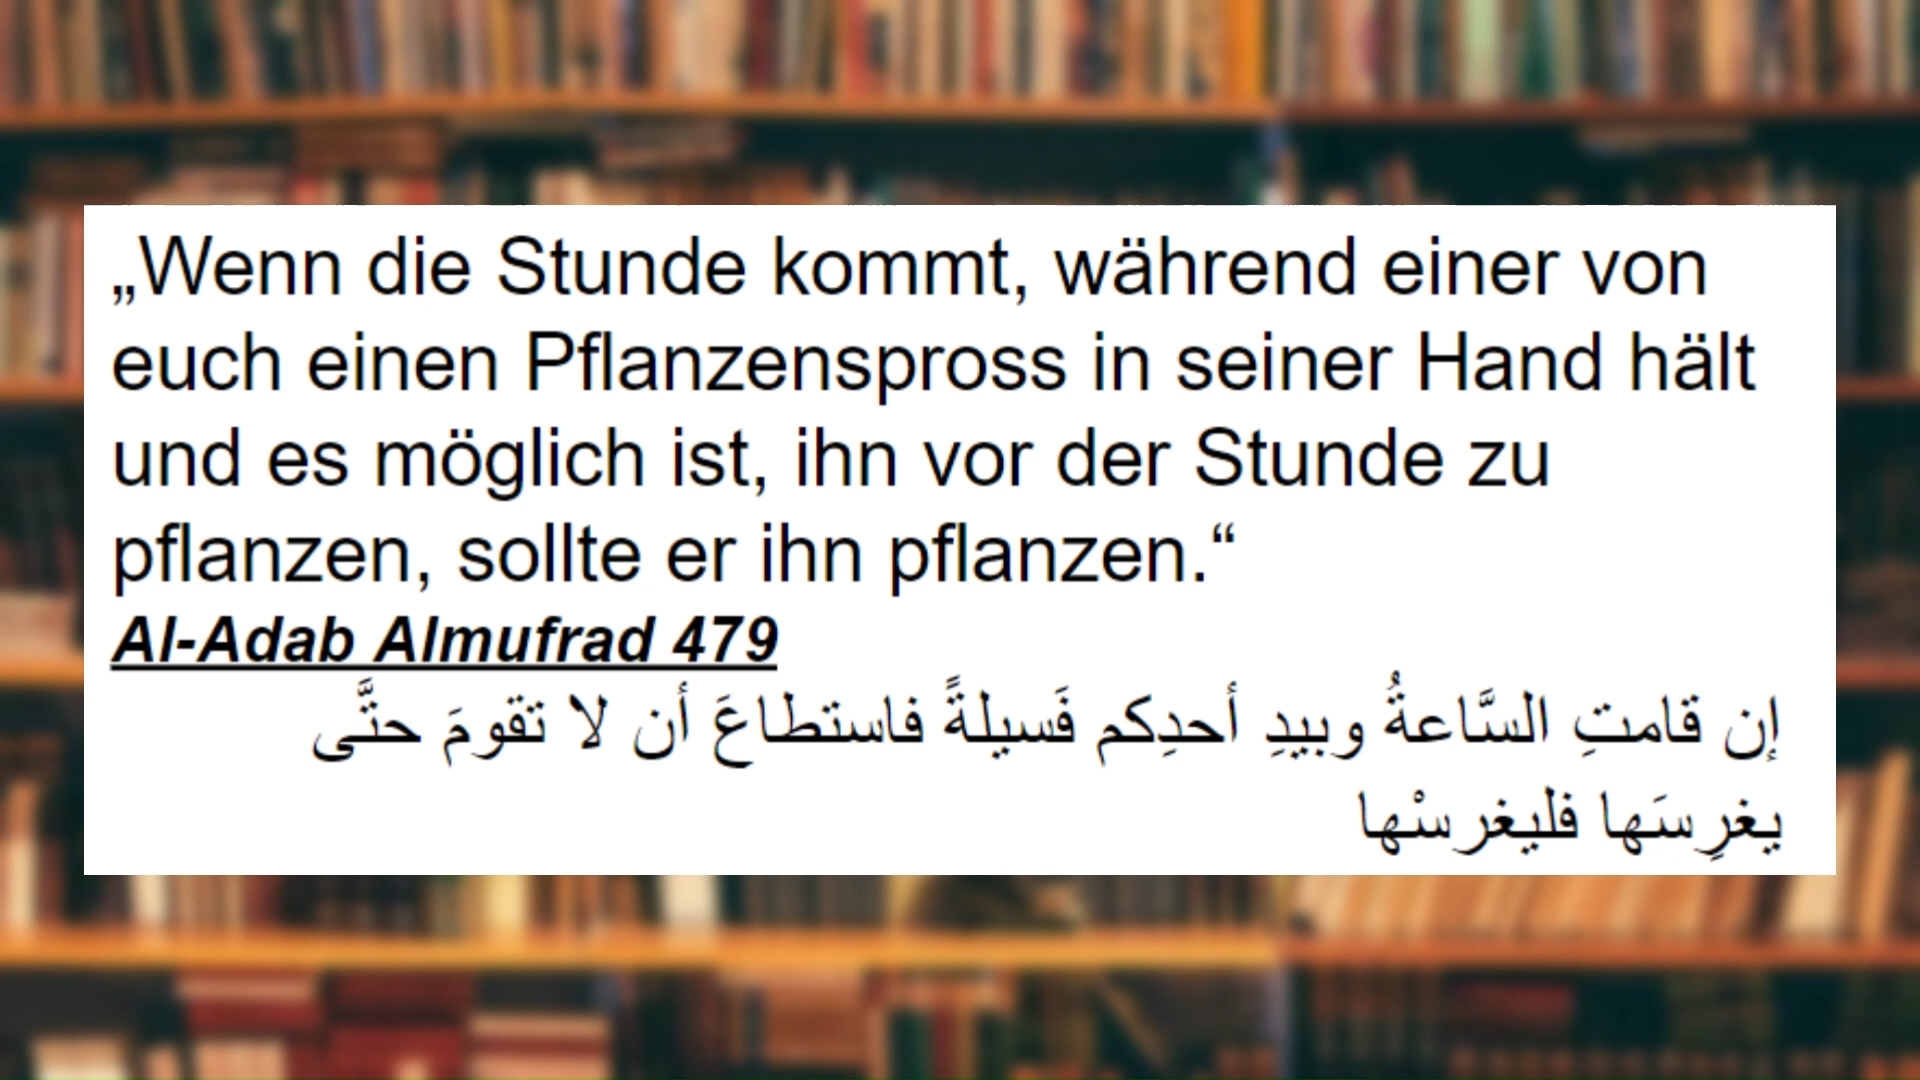 „Wenn die Stunde kommt, während einer von
euch einen Pflanzenspross in seiner Hand hält
und es möglich ist, ihn vor der Stunde zu
pflanzen, sollte er ihn pflanzen.“
Al-Adab Almufrad 479
إن قامتِ السَّاعةُ وبيدِ أحدِكم فَسيلةً فاستطاعَ أن لا تقومَ حتَّى
يغرِسَها فليغرسْها